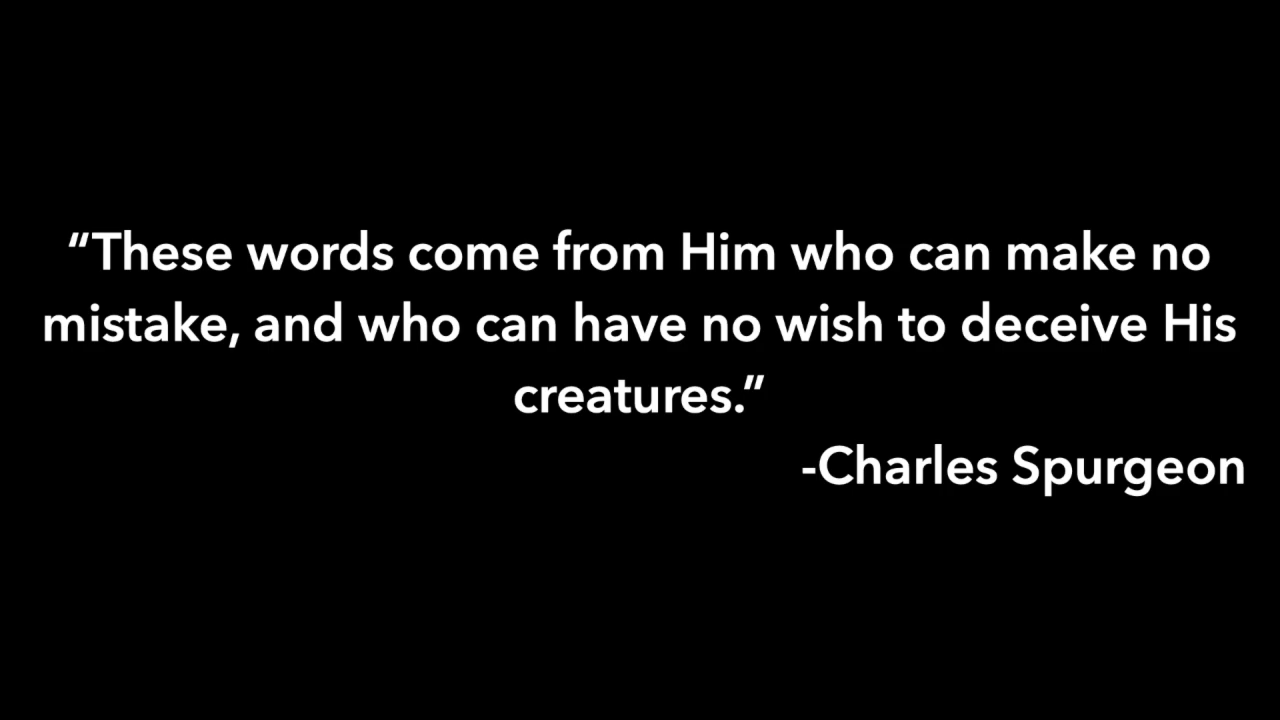 “These words come from Him who can make no
mistake, and who can have no wish to deceive His
creatures.”
-Charles Spurgeon